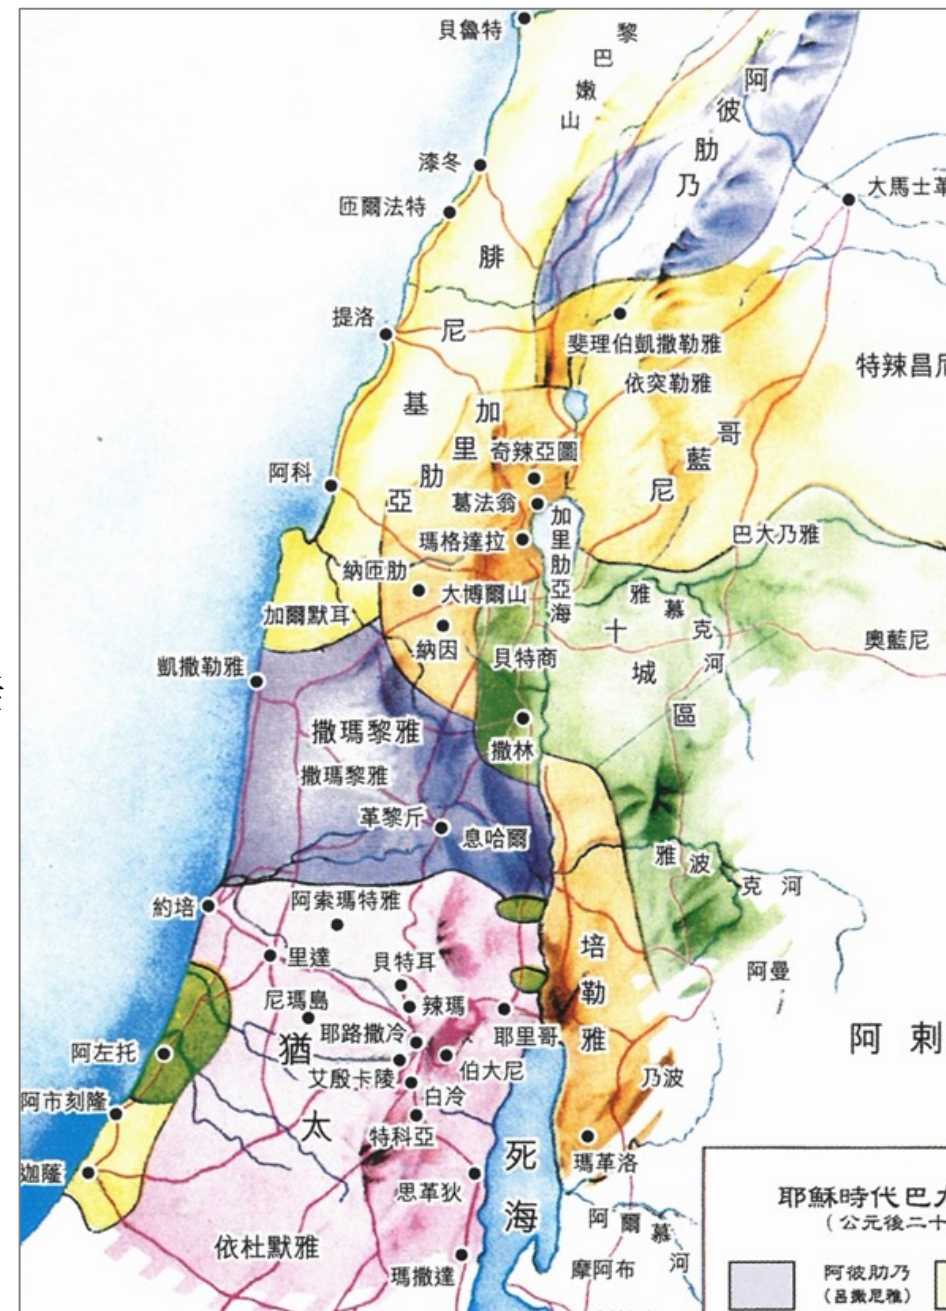 貝魯特
黎巴嫩山
阿彼肋乃
漆冬
大馬士革
匝爾法特
腓尼基
提洛
斐理伯凱撒勒雅
依突勒雅
特辣昌尼
哥藍尼
加里肋亞
奇辣亞圖
阿科
葛法翁
加里肋亞海
瑪格達拉
巴大乃雅
納匝肋
大博爾山
雅慕克河
加爾默耳
十城區
納因
貝特商
奧藍尼
凱撒勒雅
撒瑪黎雅
撒林
撒瑪黎雅
革黎斤
息哈爾
雅波克河
約培
阿索瑪特雅
培勒雅
里達
貝特耳
阿曼
尼瑪島
辣瑪
耶路撒冷
耶里哥
阿剌
猶太
阿左托
艾殷卡陵
伯大尼
乃波
白冷
阿市刻隆
特科亞
死海
瑪革洛
迦薩
思革狄
耶穌時代巴
(公元後二十
依杜默雅
阿爾慕河
摩阿布
瑪撒達
阿彼肋乃
(呂撒尼雅)